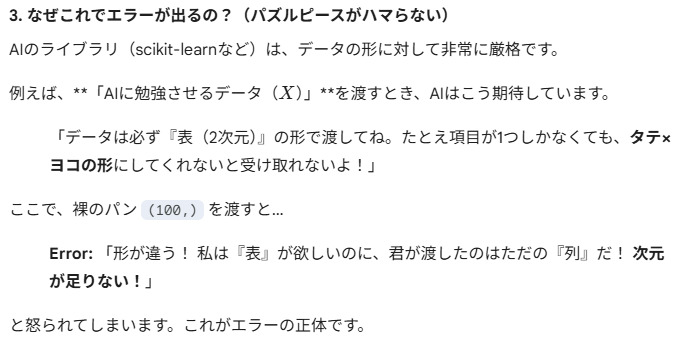 3. なぜこれでエラーが出るの？（パズルピースがハマらない）
AIのライブラリ（scikit-learnなど）は、データの形に対して非常に厳格です。
例えば、**「AIに勉強させるデータ（X）」**を渡すとき、AIはこう期待しています。
「データは必ず『表（2次元）』の形で渡してね。たとえ項目が1つしかなくても、タテ×
ヨコの形にしてくれないと受け取れないよ！」
ここで、裸のパン (100,) を渡すと...
Error: 「形が違う！ 私は『表』が欲しいのに、君が渡したのはただの『列』だ！ 次元
が足りない！」
と怒られてしまいます。これがエラーの正体です。